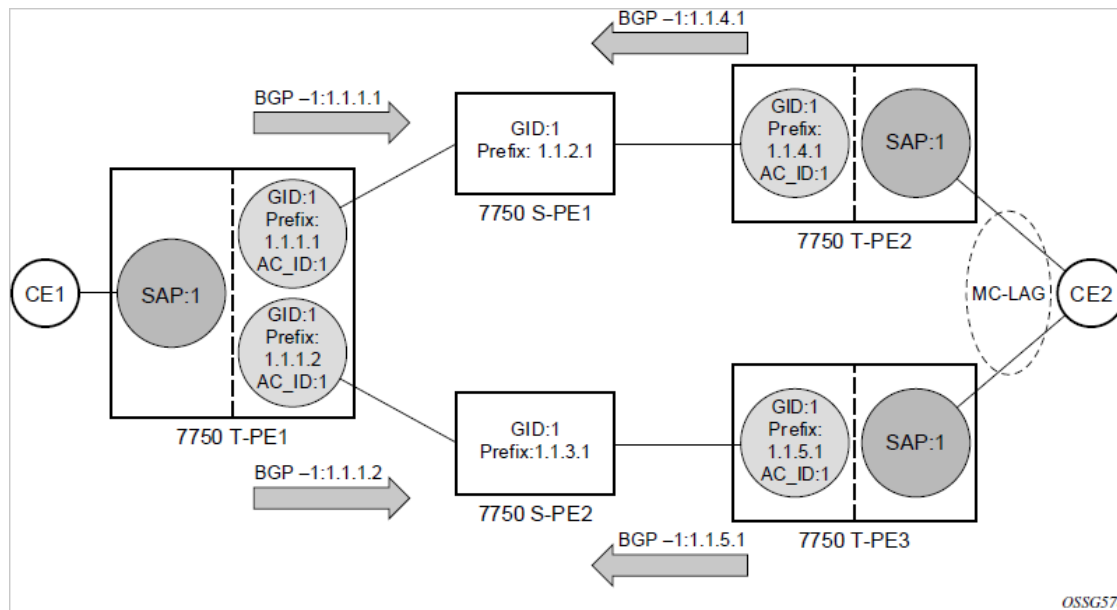 BGP –1:1.1.4.1
BGP –1:1.1.1.1
GID:1
Prefix: 1.1.2.1
7750 S-PE1
GID:1
Prefix:
1.1.4.1
AC_ID:1
SAP:1
7750 T-PE2
CE1
SAP:1
GID:1
Prefix:
1.1.1.1
AC_ID:1
GID:1
Prefix:
1.1.1.2
AC_ID:1
7750 T-PE1
MC-LAG
CE2
GID:1
Prefix:1.1.3.1
7750 S-PE2
GID:1
Prefix:
1.1.5.1
AC_ID:1
SAP:1
7750 T-PE3
BGP –1:1.1.1.2
BGP –1:1.1.5.1
OSSG57